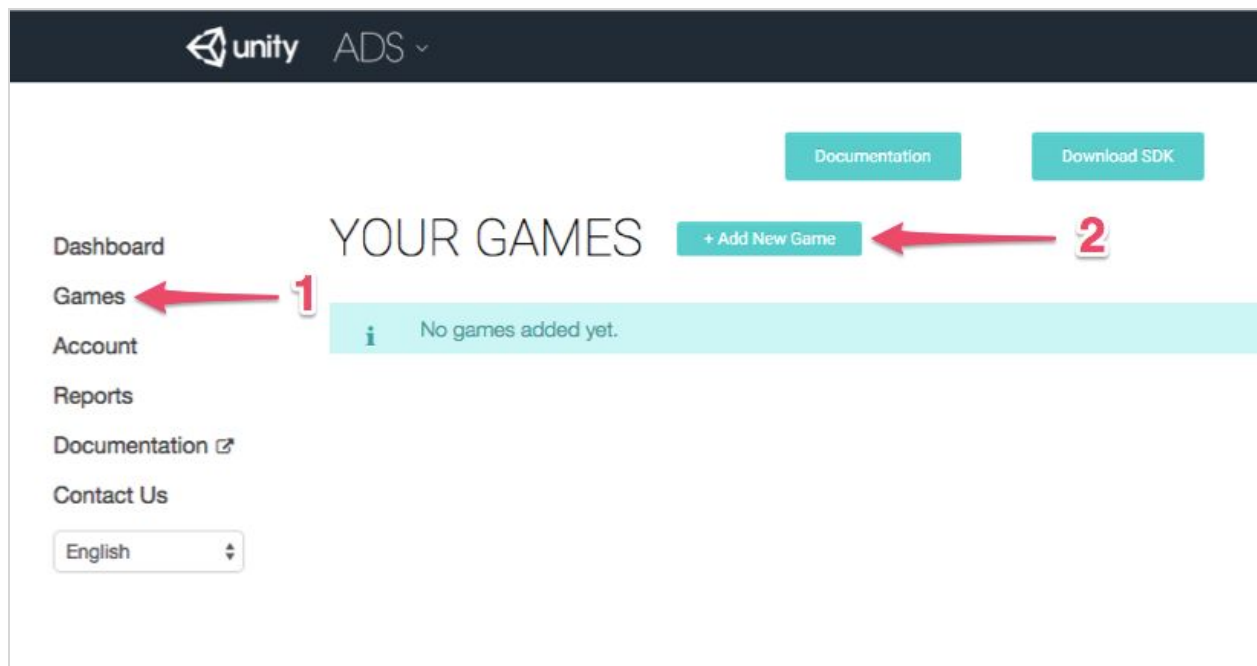 unity ADS
Documentation Download SDK
YOUR GAMES + Add New Game 2
Dashboard
Games 1
No games added yet.
Account
Reports
Documentation
Contact Us
English